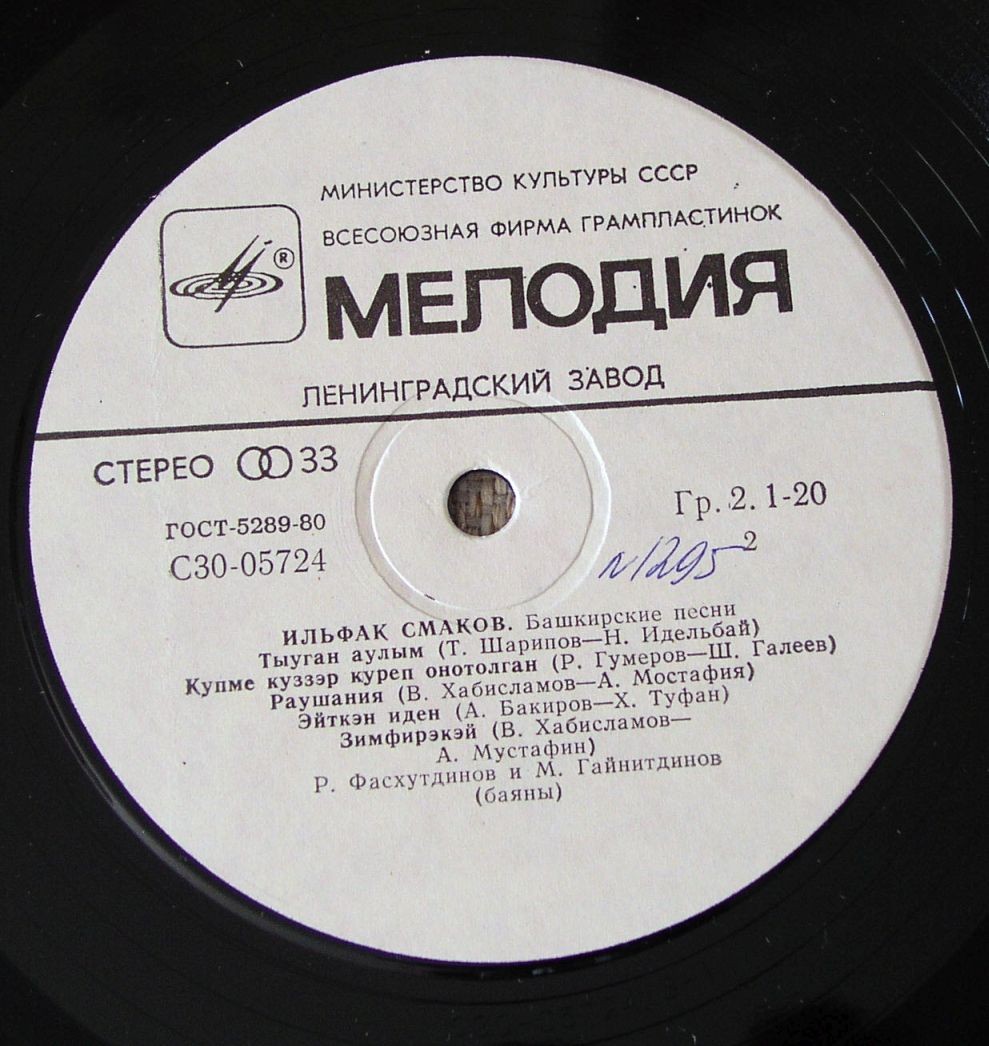 МИНИСТЕРСТВО КУЛЬТУРЫ СССР
ВСЕСОЮЗНАЯ ФИРМА ГРАМПЛАСТИНОК
®
МЕЛОДИЯ
ЛЕНИНГРАДСКИЙ ЗАВОД
СТЕРЕО 33
ГОСТ-5289-80
С30-05724
Гр. 2. 1-20
2
N1295
ИЛЬФАК СМАКОВ. Башкирские песни
Тыуган аулым (Т. Шарипов—Н. Идельбай)
Купме куззэр куреп онотолган (Р. Гумеров—Ш. Галеев)
Раушания (В. Хабисламов—А. Мостафия)
Эйткэн иден (А. Бакиров—Х. Туфан)
Зимфирэкэй (В. Хабисламов—
А. Мустафин)
Р. Фасхутдинов и М. Гайнитдинов
(баяны)